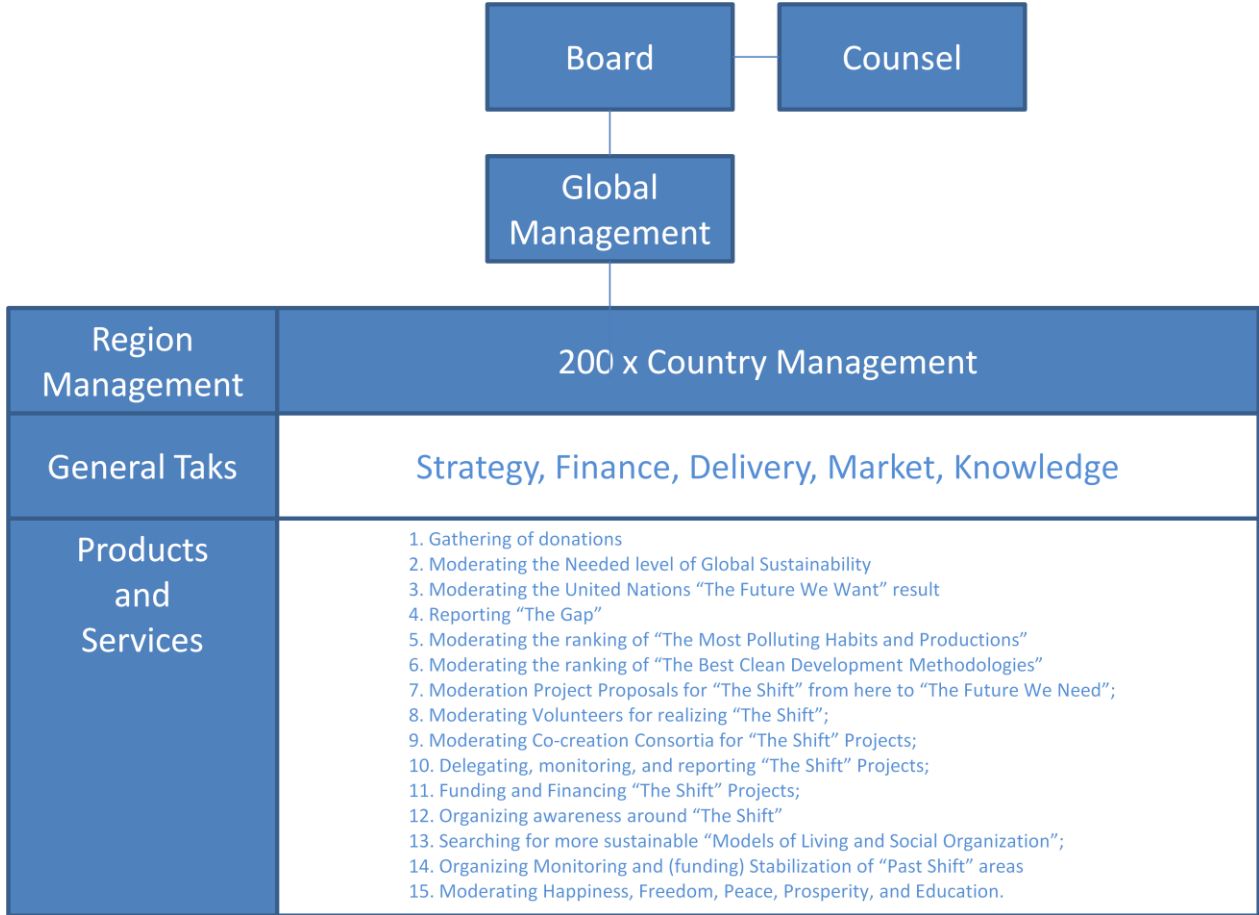 Board
Counsel
Global
Management
Region
Management
200 x Country Management
General Taks
Strategy, Finance, Delivery, Market, Knowledge
Products
and
Services
1. Gathering of donations
2. Moderating the Needed level of Global Sustainability
3. Moderating the United Nations “The Future We Want” result
4. Reporting “The Gap”
5. Moderating the ranking of “The Most Polluting Habits and Productions”
6. Moderating the ranking of “The Best Clean Development Methodologies”
7. Moderation Project Proposals for “The Shift” from here to “The Future We Need”;
8. Moderating Volunteers for realizing “The Shift”;
9. Moderating Co-creation Consortia for “The Shift” Projects;
10. Delegating, monitoring, and reporting “The Shift” Projects;
11. Funding and Financing “The Shift” Projects;
12. Organizing awareness around “The Shift”
13. Searching for more sustainable “Models of Living and Social Organization”;
14. Organizing Monitoring and (funding) Stabilization of “Past Shift” areas
15. Moderating Happiness, Freedom, Peace, Prosperity, and Education.